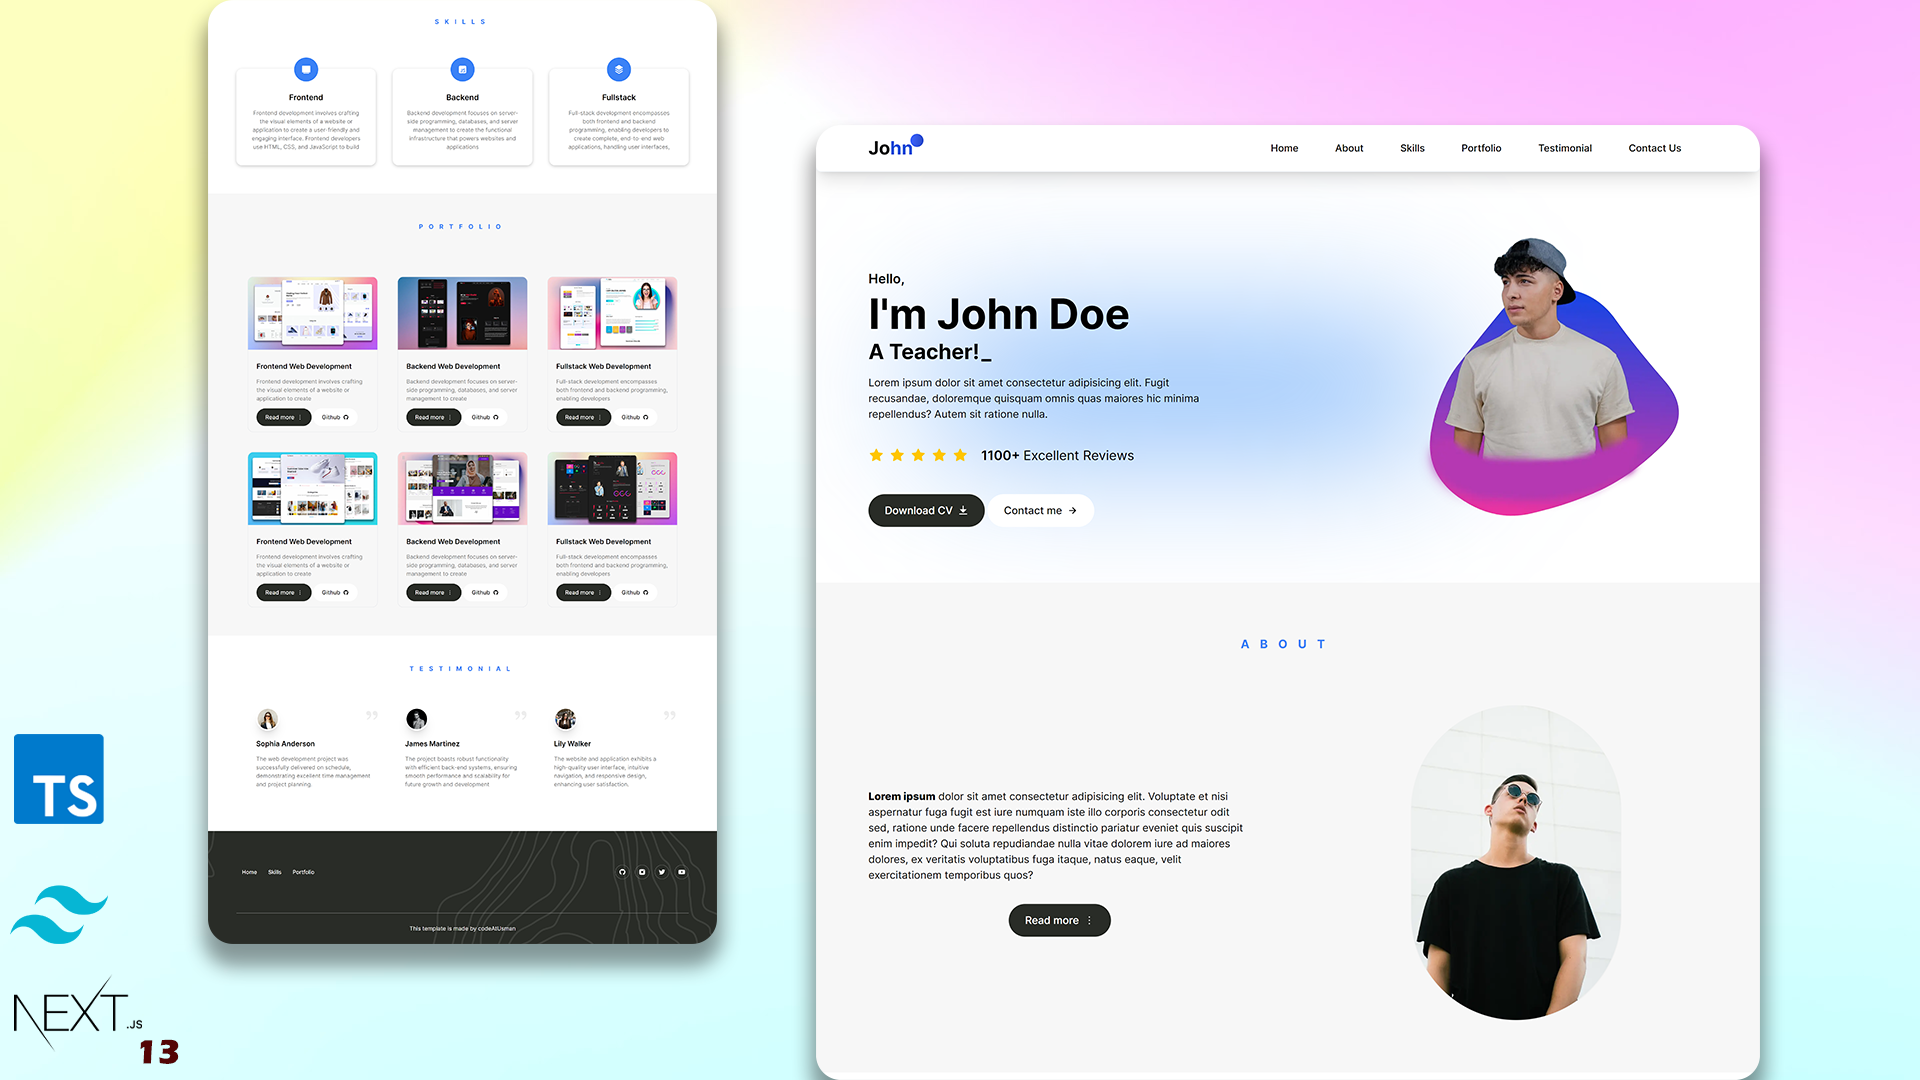 SKILLS
Frontend
Frontend development involves crafting
the visual elements of a website or
application to create a user-friendly and
engaging interface. Frontend developers
use HTML, CSS, and JavaScript to build
Backend
Backend development focuses on server-
side programming, databases, and server
management to create the functional
infrastructure that powers websites and
applications
Fullstack
Full-stack development encompasses
both frontend and backend
programming, enabling developers to
create complete, end-to-end web
applications, handling user interfaces,
PORTFOLIO
Frontend Web Development
Frontend development involves crafting
the visual elements of a website or
application to create
Read more
Github
Backend Web Development
Backend development focuses on server-
side programming, databases, and server
management to create
Read more
Github
Fullstack Web Development
Full-stack development encompasses
both frontend and backend programming,
enabling developers
Read more
Github
Frontend Web Development
Frontend development involves crafting
the visual elements of a website or
application to create
Read more
Github
Backend Web Development
Backend development focuses on server-
side programming, databases, and server
management to create
Read more
Github
Fullstack Web Development
Full-stack development encompasses
both frontend and backend programming,
enabling developers
Read more
Github
TESTIMONIAL
Sophia Anderson
The web development project was
successfully delivered on schedule,
demonstrating excellent time management
and project planning.
James Martinez
The project boasts robust functionality
with efficient back-end systems, ensuring
smooth performance and scalability for
future growth and development
Lily Walker
The website and application exhibits a
high-quality user interface, intuitive
navigation, and responsive design,
enhancing user satisfaction.
Home Skills Portfolio
This template is made by codeAtUsman
TS
NEXT.JS
13
John
Home About Skills Portfolio Testimonial Contact Us
Hello,
I'm John Doe
A Teacher!_
Lorem ipsum dolor sit amet consectetur adipisicing elit. Fugit
recusandae, doloremque quisquam omnis quas maiores hic minima
repellendus? Autem sit ratione nulla.
1100+ Excellent Reviews
Download CV
Contact me
ABOUT
Lorem ipsum dolor sit amet consectetur adipisicing elit. Voluptate et nisi
aspernatur fuga fugit est iure numquam iste illo corporis consectetur odit
sed, ratione unde facere repellendus distinctio pariatur eveniet quis suscipit
enim impedit? Qui soluta repudiandae nulla vitae dolorem iure ad maiores
dolores, ex veritatis voluptatibus fuga itaque, natus eaque, velit
exercitationem temporibus quos?
Read more